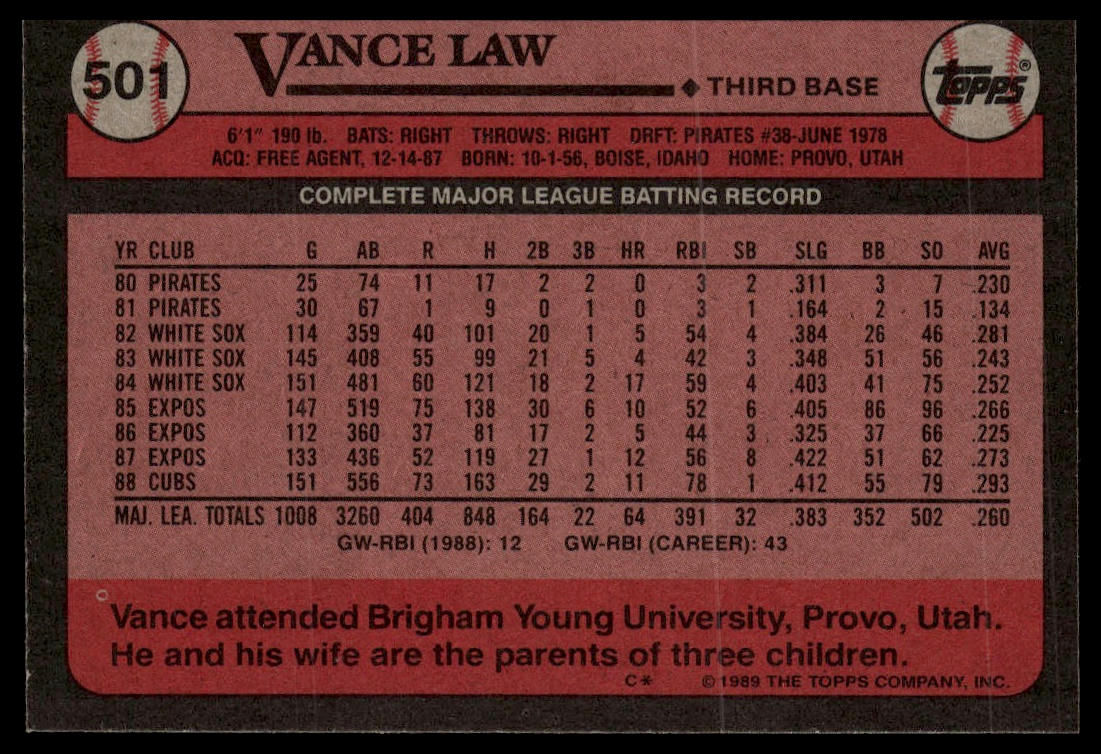 501 VANCE LAW TOPPS®
THIRD BASE
6'1" 190 lb. BATS: RIGHT THROWS: RIGHT DRFT: PIRATES #38-JUNE 1978
ACQ: FREE AGENT, 12-14-87 BORN: 10-1-56, BOISE, IDAHO HOME: PROVO, UTAH
COMPLETE MAJOR LEAGUE BATTING RECORD
YR CLUB G AB R H 2B 3B HR RBI SB SLG BB SO AVG
80 PIRATES 25 74 11 17 2 2 0 3 2 .311 3 7 .230
81 PIRATES 30 67 1 9 0 1 0 3 1 .164 2 15 .134
82 WHITE SOX 114 359 40 101 20 1 5 54 4 .384 26 46 .281
83 WHITE SOX 145 408 55 99 21 5 4 42 3 .348 51 56 .243
84 WHITE SOX 151 481 60 121 18 2 17 59 4 .403 41 75 .252
85 EXPOS 147 519 75 138 30 6 10 52 6 .405 86 96 .266
86 EXPOS 112 360 37 81 17 2 5 44 3 .325 37 66 .225
87 EXPOS 133 436 52 119 27 1 12 56 8 .422 51 62 .273
88 CUBS 151 556 73 163 29 2 11 78 1 .412 55 79 .293
MAJ. LEA. TOTALS 1008 3260 404 848 164 22 64 391 32 .383 352 502 .260
GW-RBI (1988): 12 GW-RBI (CAREER): 43
Vance attended Brigham Young University, Provo, Utah.
He and his wife are the parents of three children.
C* © 1989 THE TOPPS COMPANY, INC.